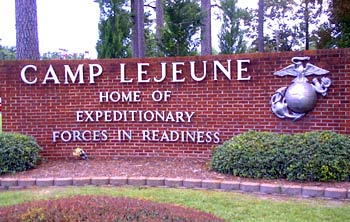 CAMP LEJEUNE
HOME OF
EXPEDITIONARY
FORCES IN READINESS